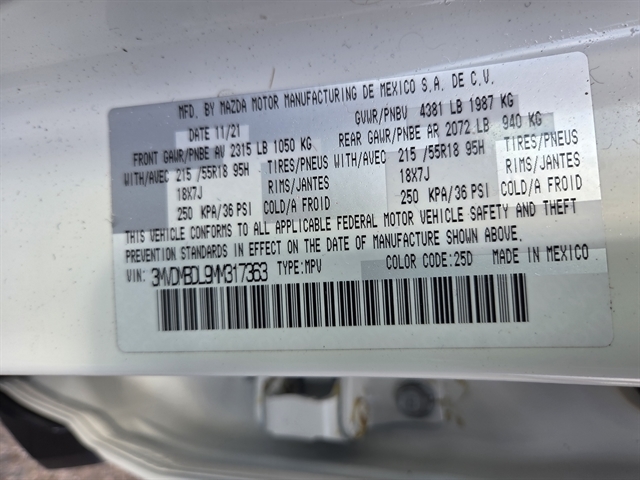 MFD. BY MAZDA MOTOR MANUFACTURING DE MEXICO S.A. DE C.V.
DATE 11/21 GVWR/PNBV 4381 LB 1987 KG
FRONT GAWR/PNBE AV 2315 LB 1050 KG REAR GAWR/PNBE AR 2072 LB 940 KG
WITH/AVEC 215 /55R18 95H TIRES/PNEUS WITH/AVEC 215 /55R18 95H TIRES/PNEUS
18X7J RIMS/JANTES 18X7J RIMS/JANTES
250 KPA/36 PSI COLD/A FROID 250 KPA/36 PSI COLD/A FROID
THIS VEHICLE CONFORMS TO ALL APPLICABLE FEDERAL MOTOR VEHICLE SAFETY AND THEFT
PREVENTION STANDARDS IN EFFECT ON THE DATE OF MANUFACTURE SHOWN ABOVE.
VIN: 3MVDMBDL9MM317363 TYPE:MPV COLOR CODE:25D MADE IN MEXICO